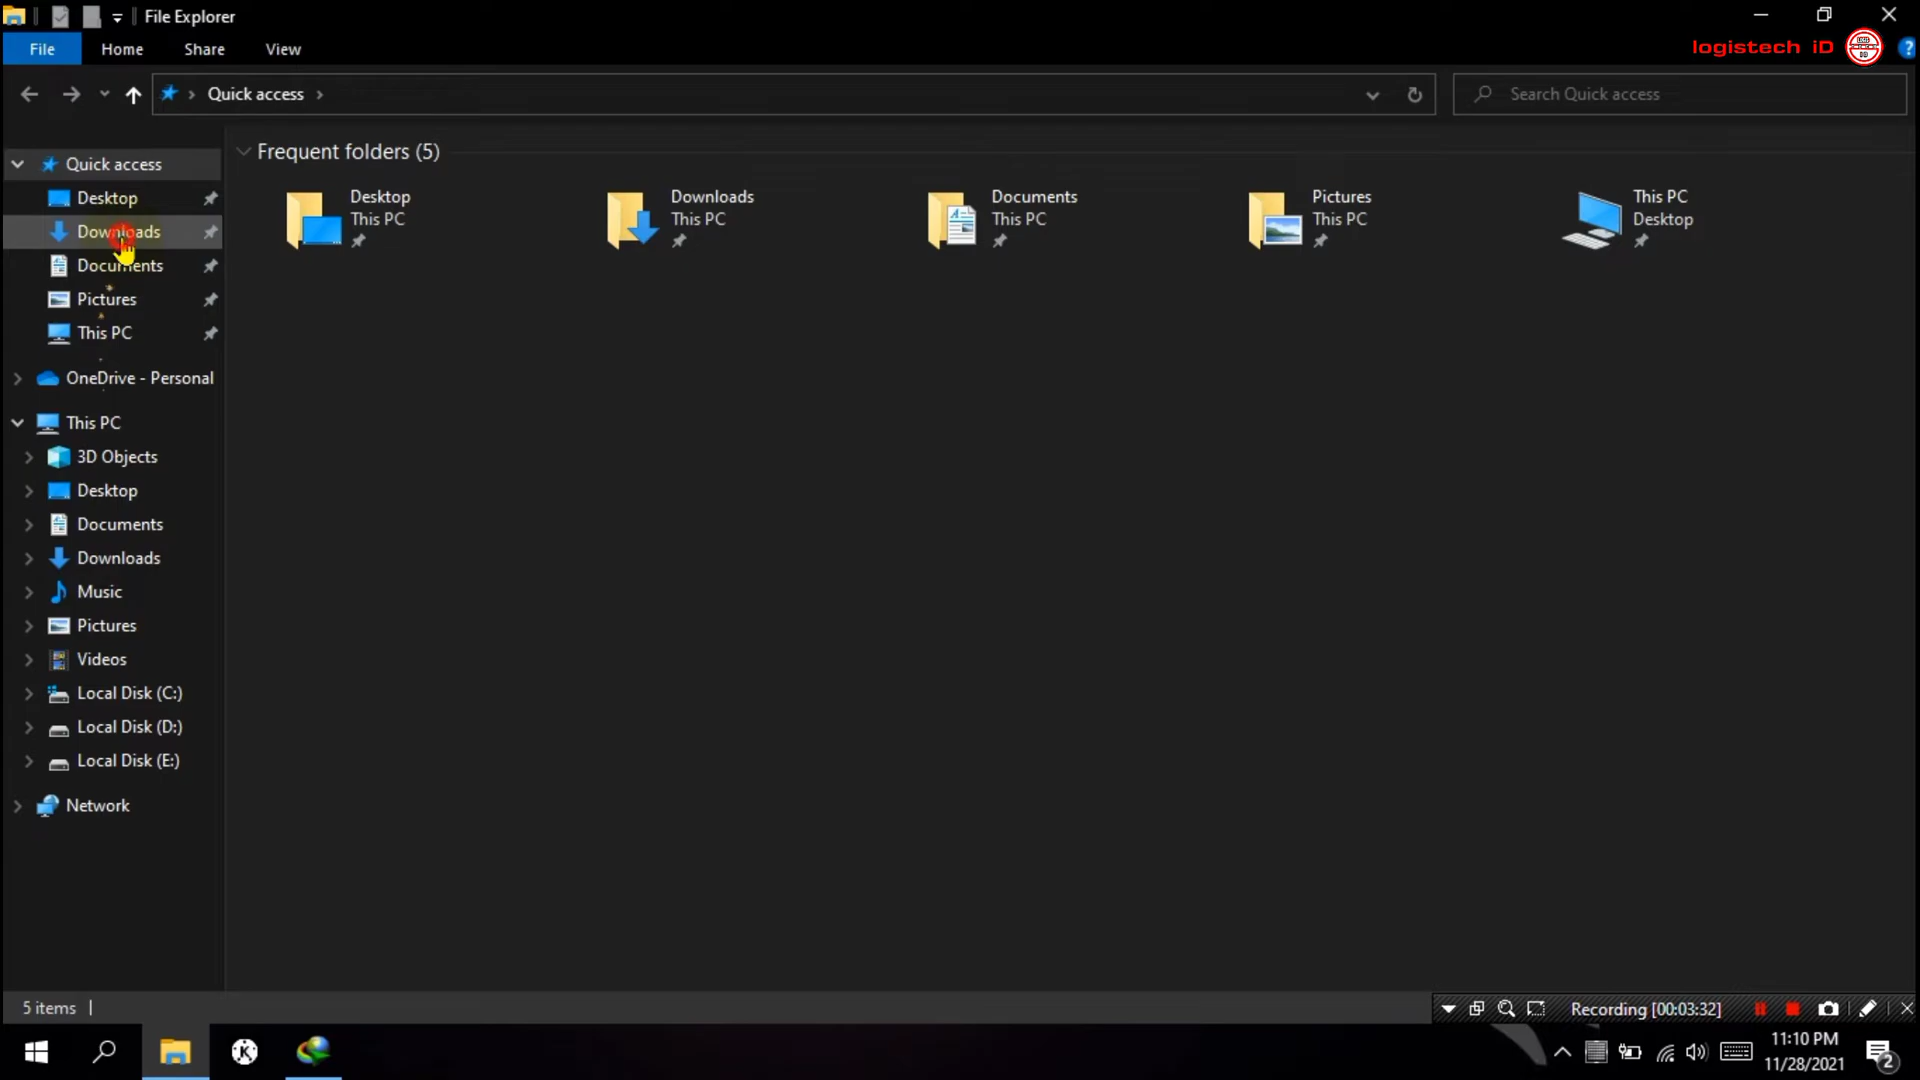 File Explorer
File Home Share View
logistech iD
Quick access
Search Quick access
Quick access
Desktop
Downloads
Documents
Pictures
This PC
OneDrive - Personal
This PC
3D Objects
Desktop
Documents
Downloads
Music
Pictures
Videos
Local Disk (C:)
Local Disk (D:)
Local Disk (E:)
Network
Frequent folders (5)
Desktop
This PC
Downloads
This PC
Documents
This PC
Pictures
This PC
This PC
Desktop
5 items
Recording [00:03:32]
K
11:10 PM
11/28/2021
2